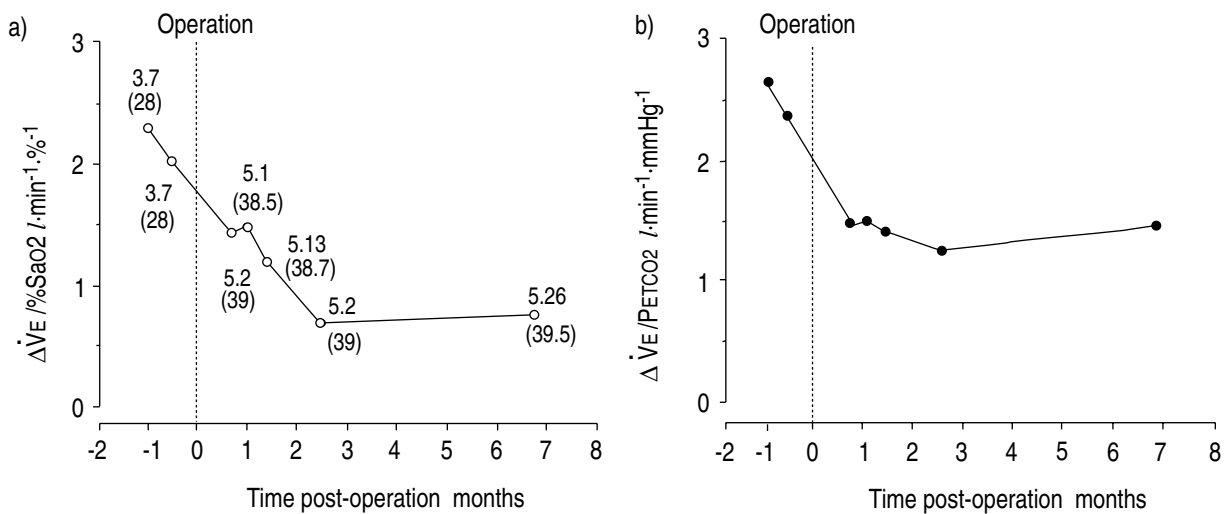 a)
Operation
3
2
1
0
ΔV̇E /%SaO2 l·min-1·%-1
3.7
(28)
3.7
(28)
5.1
(38.5)
5.2
(39)
5.13
(38.7)
5.2
(39)
5.26
(39.5)
-2 -1 0 1 2 3 4 5 6 7 8
Time post-operation months
b)
Operation
3
2
1
0
Δ V̇E /PETCO2 l·min-1·mmHg-1
-2 -1 0 1 2 3 4 5 6 7 8
Time post-operation months